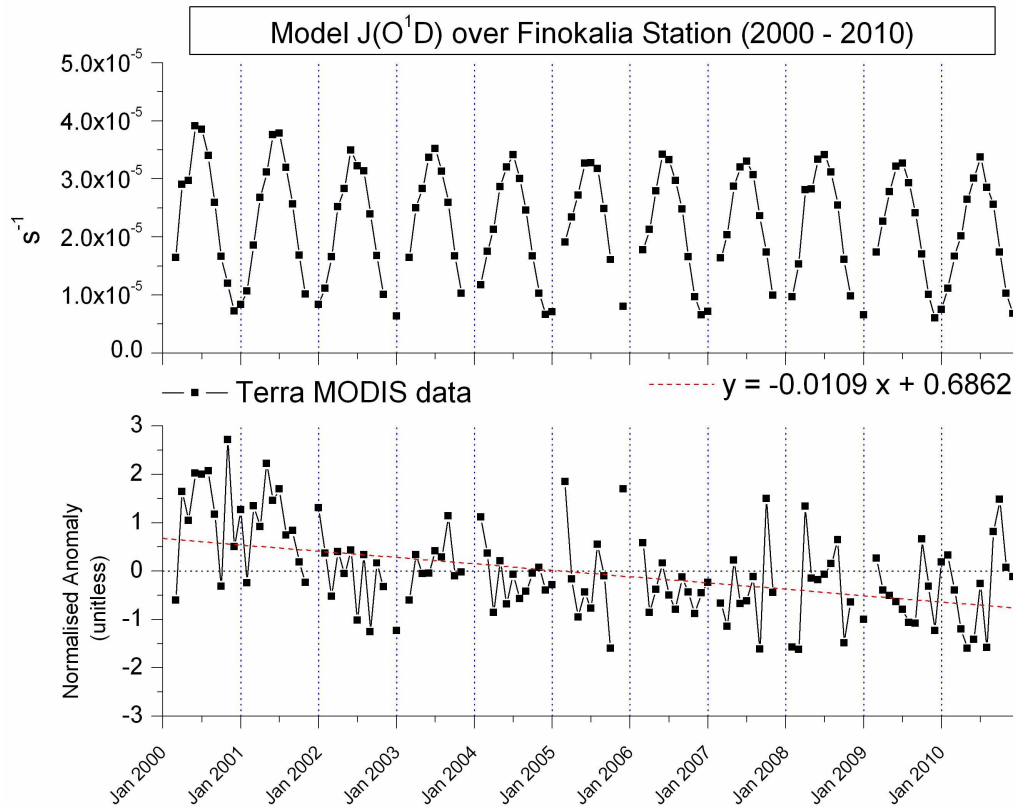 Model J(O¹D) over Finokalia Station (2000 - 2010)
5.0x10⁻⁵
4.0x10⁻⁵
3.0x10⁻⁵
2.0x10⁻⁵
1.0x10⁻⁵
0.0
s⁻¹
Terra MODIS data
y = -0.0109 x + 0.6862
3
2
1
0
-1
-2
-3
Normalised Anomaly
(unitless)
Jan 2000
Jan 2001
Jan 2002
Jan 2003
Jan 2004
Jan 2005
Jan 2006
Jan 2007
Jan 2008
Jan 2009
Jan 2010